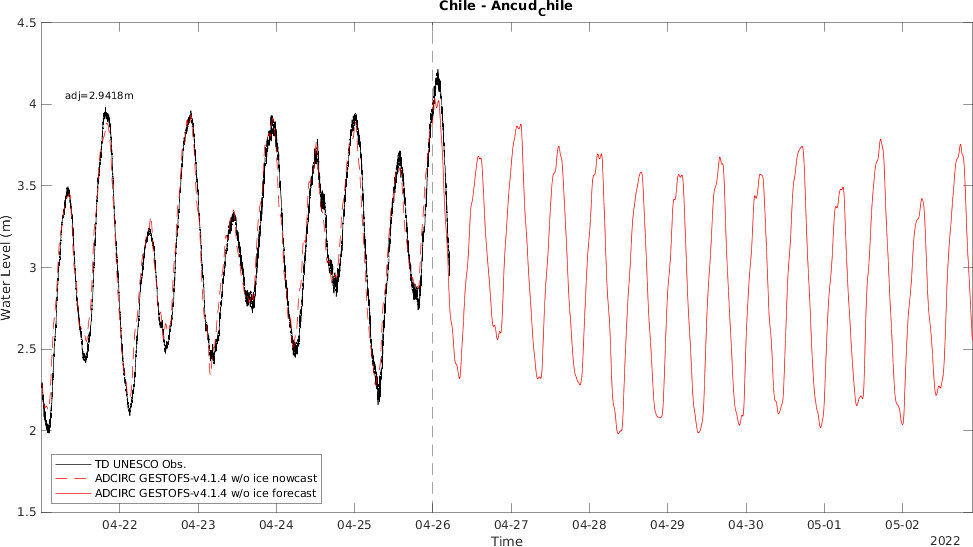 Chile - Ancud_Chile
adj=2.9418m
4.5
4
3.5
3
2.5
2
1.5
Water Level (m)
TD UNESCO Obs.
ADCIRC GESTOFS-v4.1.4 w/o ice nowcast
ADCIRC GESTOFS-v4.1.4 w/o ice forecast
04-22 04-23 04-24 04-25 04-26 04-27 04-28 04-29 04-30 05-01 05-02
Time
2022